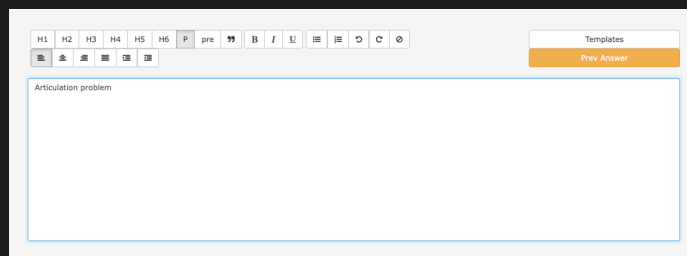 H1 H2 H3 H4 H5 H6 P pre ❞ B I U
Templates
Prev Answer
Articulation problem